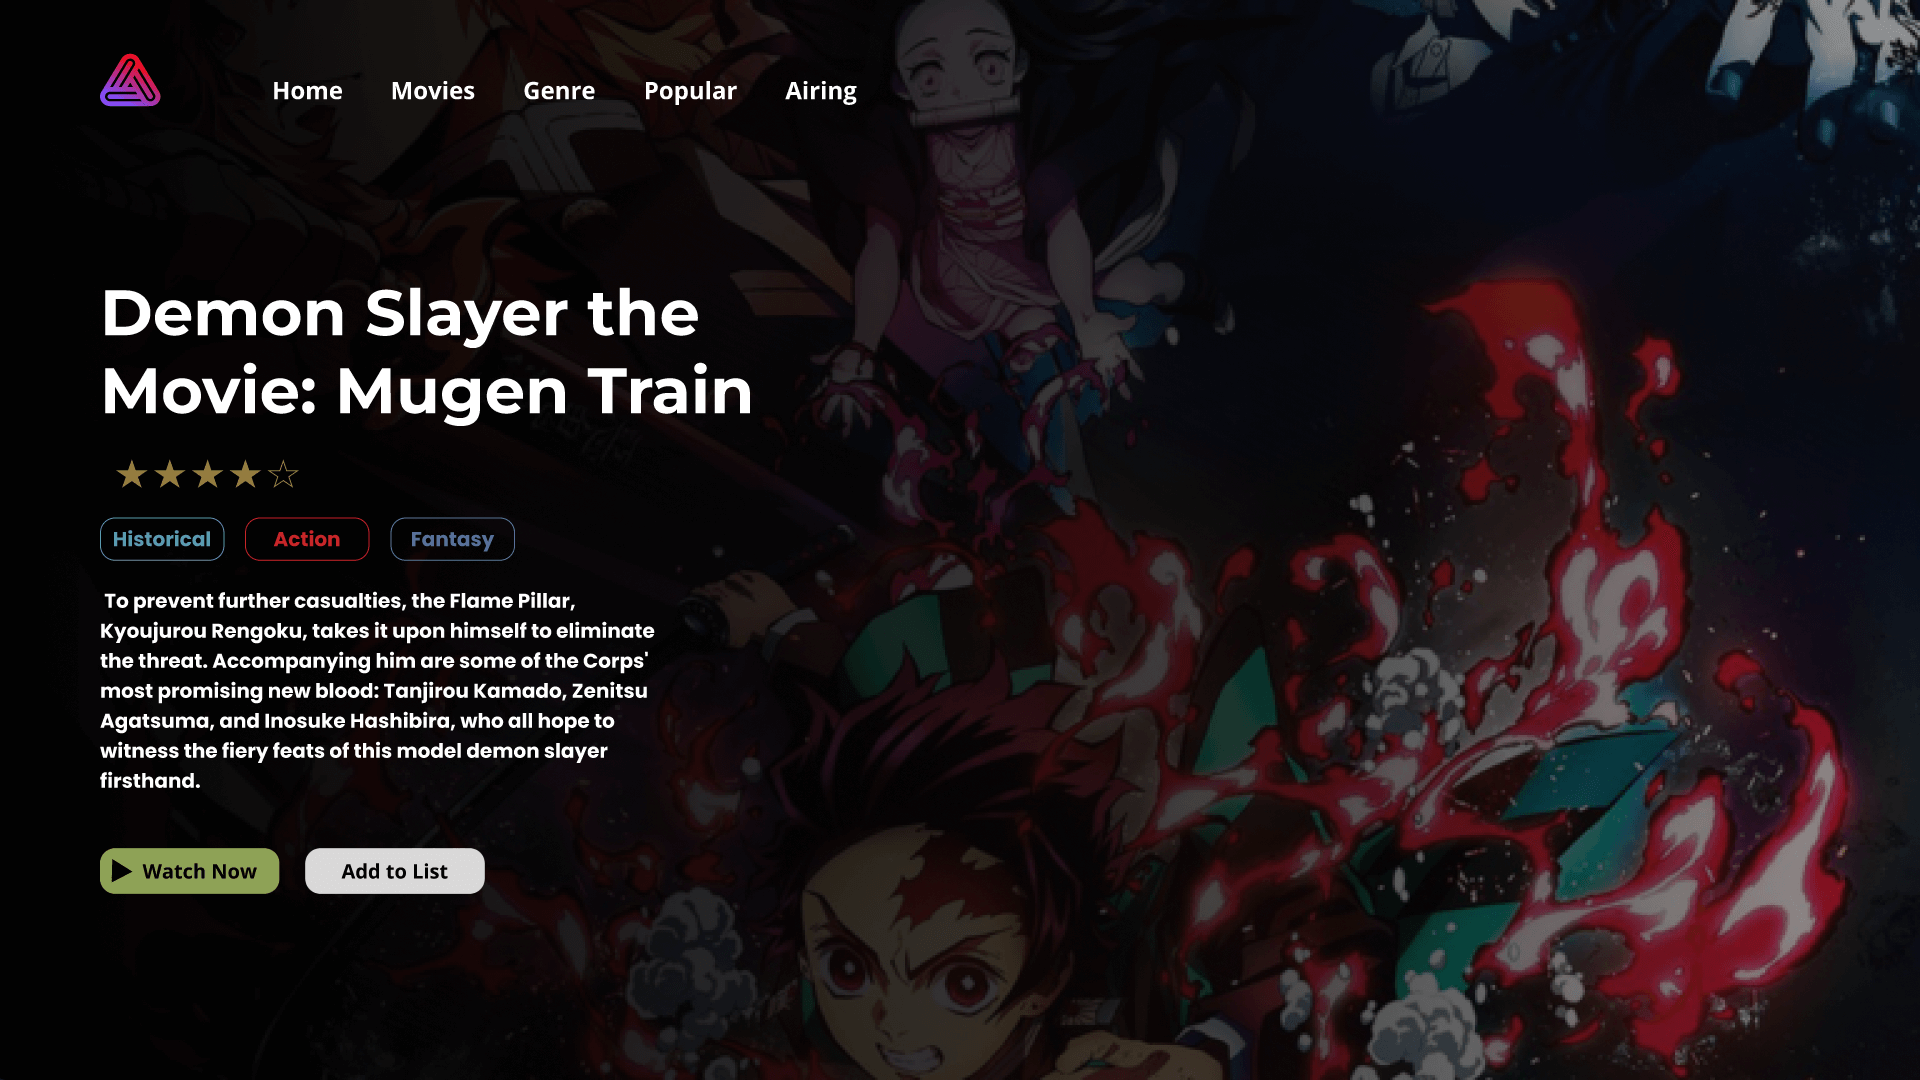 Home Movies Genre Popular Airing
Demon Slayer the
Movie: Mugen Train
Historical Action Fantasy
To prevent further casualties, the Flame Pillar,
Kyoujurou Rengoku, takes it upon himself to eliminate
the threat. Accompanying him are some of the Corps'
most promising new blood: Tanjirou Kamado, Zenitsu
Agatsuma, and Inosuke Hashibira, who all hope to
witness the fiery feats of this model demon slayer
firsthand.
Watch Now Add to List